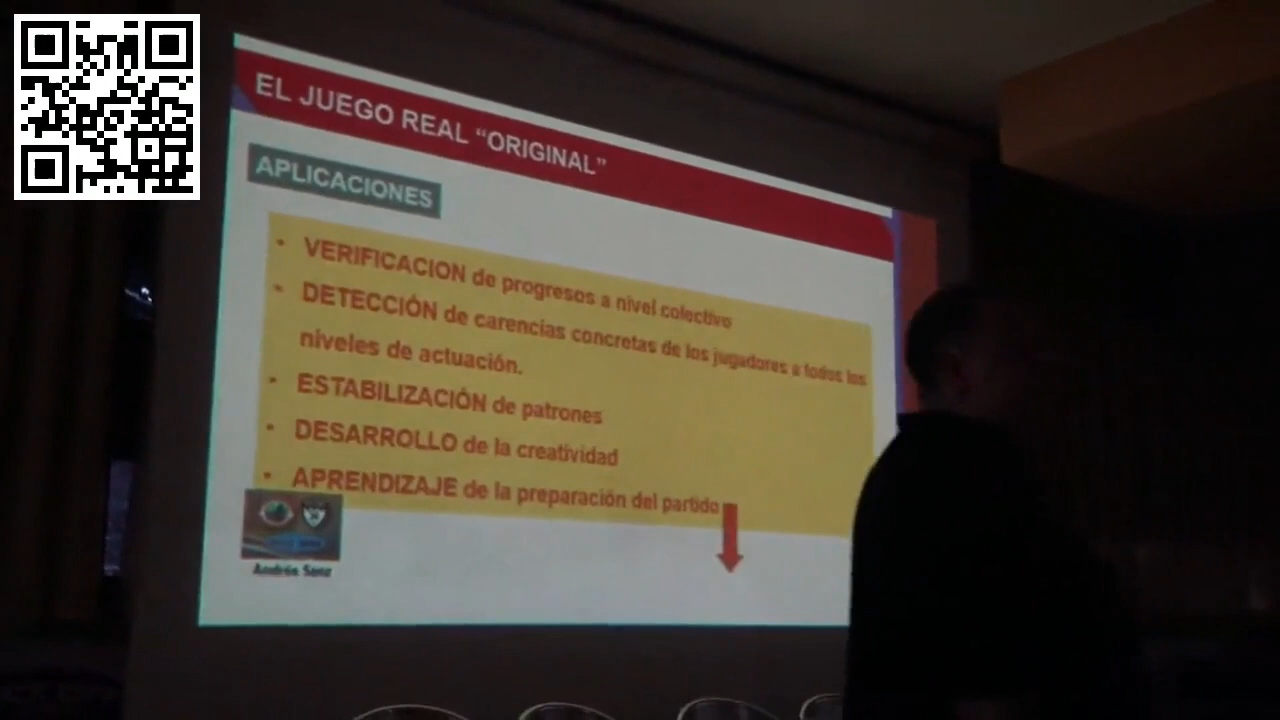 EL JUEGO REAL “ORIGINAL”
APLICACIONES
• VERIFICACION de progresos a nivel colectivo
• DETECCIÓN de carencias concretas de los jugadores a todos los
niveles de actuación.
• ESTABILIZACIÓN de patrones
• DESARROLLO de la creatividad
• APRENDIZAJE de la preparación del partido
Andrés Sanz